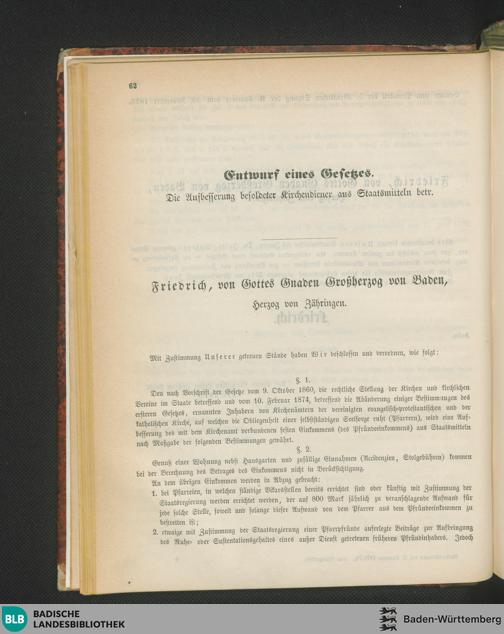 62
Entwurf eines Gesetzes.
Die Aufbesserung besoldeter Kirchendiener aus Staatsmitteln betr.
Friedrich, von Gottes Gnaden Großherzog von Baden,
Herzog von Zähringen.
Mit Zustimmung Unserer getreuen Stände haben Wir beschlossen und verordnen, wie folgt:
§. 1.
Den nach Vorschrift der Gesetze vom 9. Oktober 1860, die rechtliche Stellung der Kirchen und kirchlichen
Vereine im Staate betreffend und vom 10. Februar 1874, betreffend die Abänderung einiger Bestimmungen des
ersteren Gesetzes, ernannten Inhabern von Kirchenämtern der vereinigten evangelisch-protestantischen und der
katholischen Kirche, auf welchen die Obliegenheit einer selbstständigen Seelsorge ruht (Pfarrern), wird eine Auf-
besserung des mit dem Kirchenamt verbundenen festen Einkommens (des Pfründeeinkommens) aus Staatsmitteln
nach Maßgabe der folgenden Bestimmungen gewährt.
§. 2.
Genuß einer Wohnung nebst Hausgarten und zufällige Einnahmen (Accidenzien, Stolgebühren) kommen
bei der Berechnung des Betrages des Einkommens nicht in Berücksichtigung.
An dem übrigen Einkommen werden in Abzug gebracht:
1. bei Pfarreien, in welchen ständige Vikarsstellen bereits errichtet sind oder künftig mit Zustimmung der
Staatsregierung werden errichtet werden, der auf 800 Mark jährlich zu veranschlagende Aufwand für
jede solche Stelle, soweit und solange dieser Aufwand von dem Pfarrer aus dem Pfründeeinkommen zu
bestreiten ist;
2. etwaige mit Zustimmung der Staatsregierung einer Pfarrpfründe auferlegte Beiträge zur Aufbringung
des Ruhe- oder Sustentationsgehaltes eines außer Dienst getretenen früheren Pfründinhabers. Jedoch
BLB
BADISCHE
LANDESBIBLIOTHEK
Baden-Württemberg